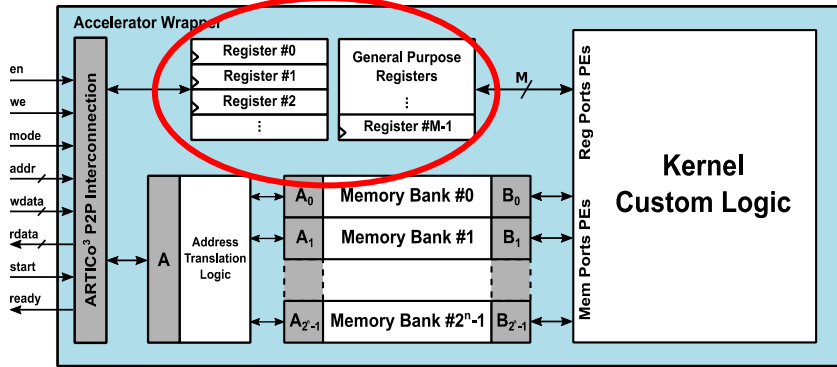 Accelerator Wrapper
en
we
mode
addr
wdata
rdata
start
ready
ARTICo³ P2P Interconnection
Register #0
Register #1
Register #2
...
General Purpose
Registers
...
Register #M-1
M
Reg Ports PEs
Mem Ports PEs
Kernel
Custom Logic
A
Address
Translation
Logic
A₀ Memory Bank #0 B₀
A₁ Memory Bank #1 B₁
A₂ⁿ-₁ Memory Bank #2ⁿ-1 B₂ⁿ-₁